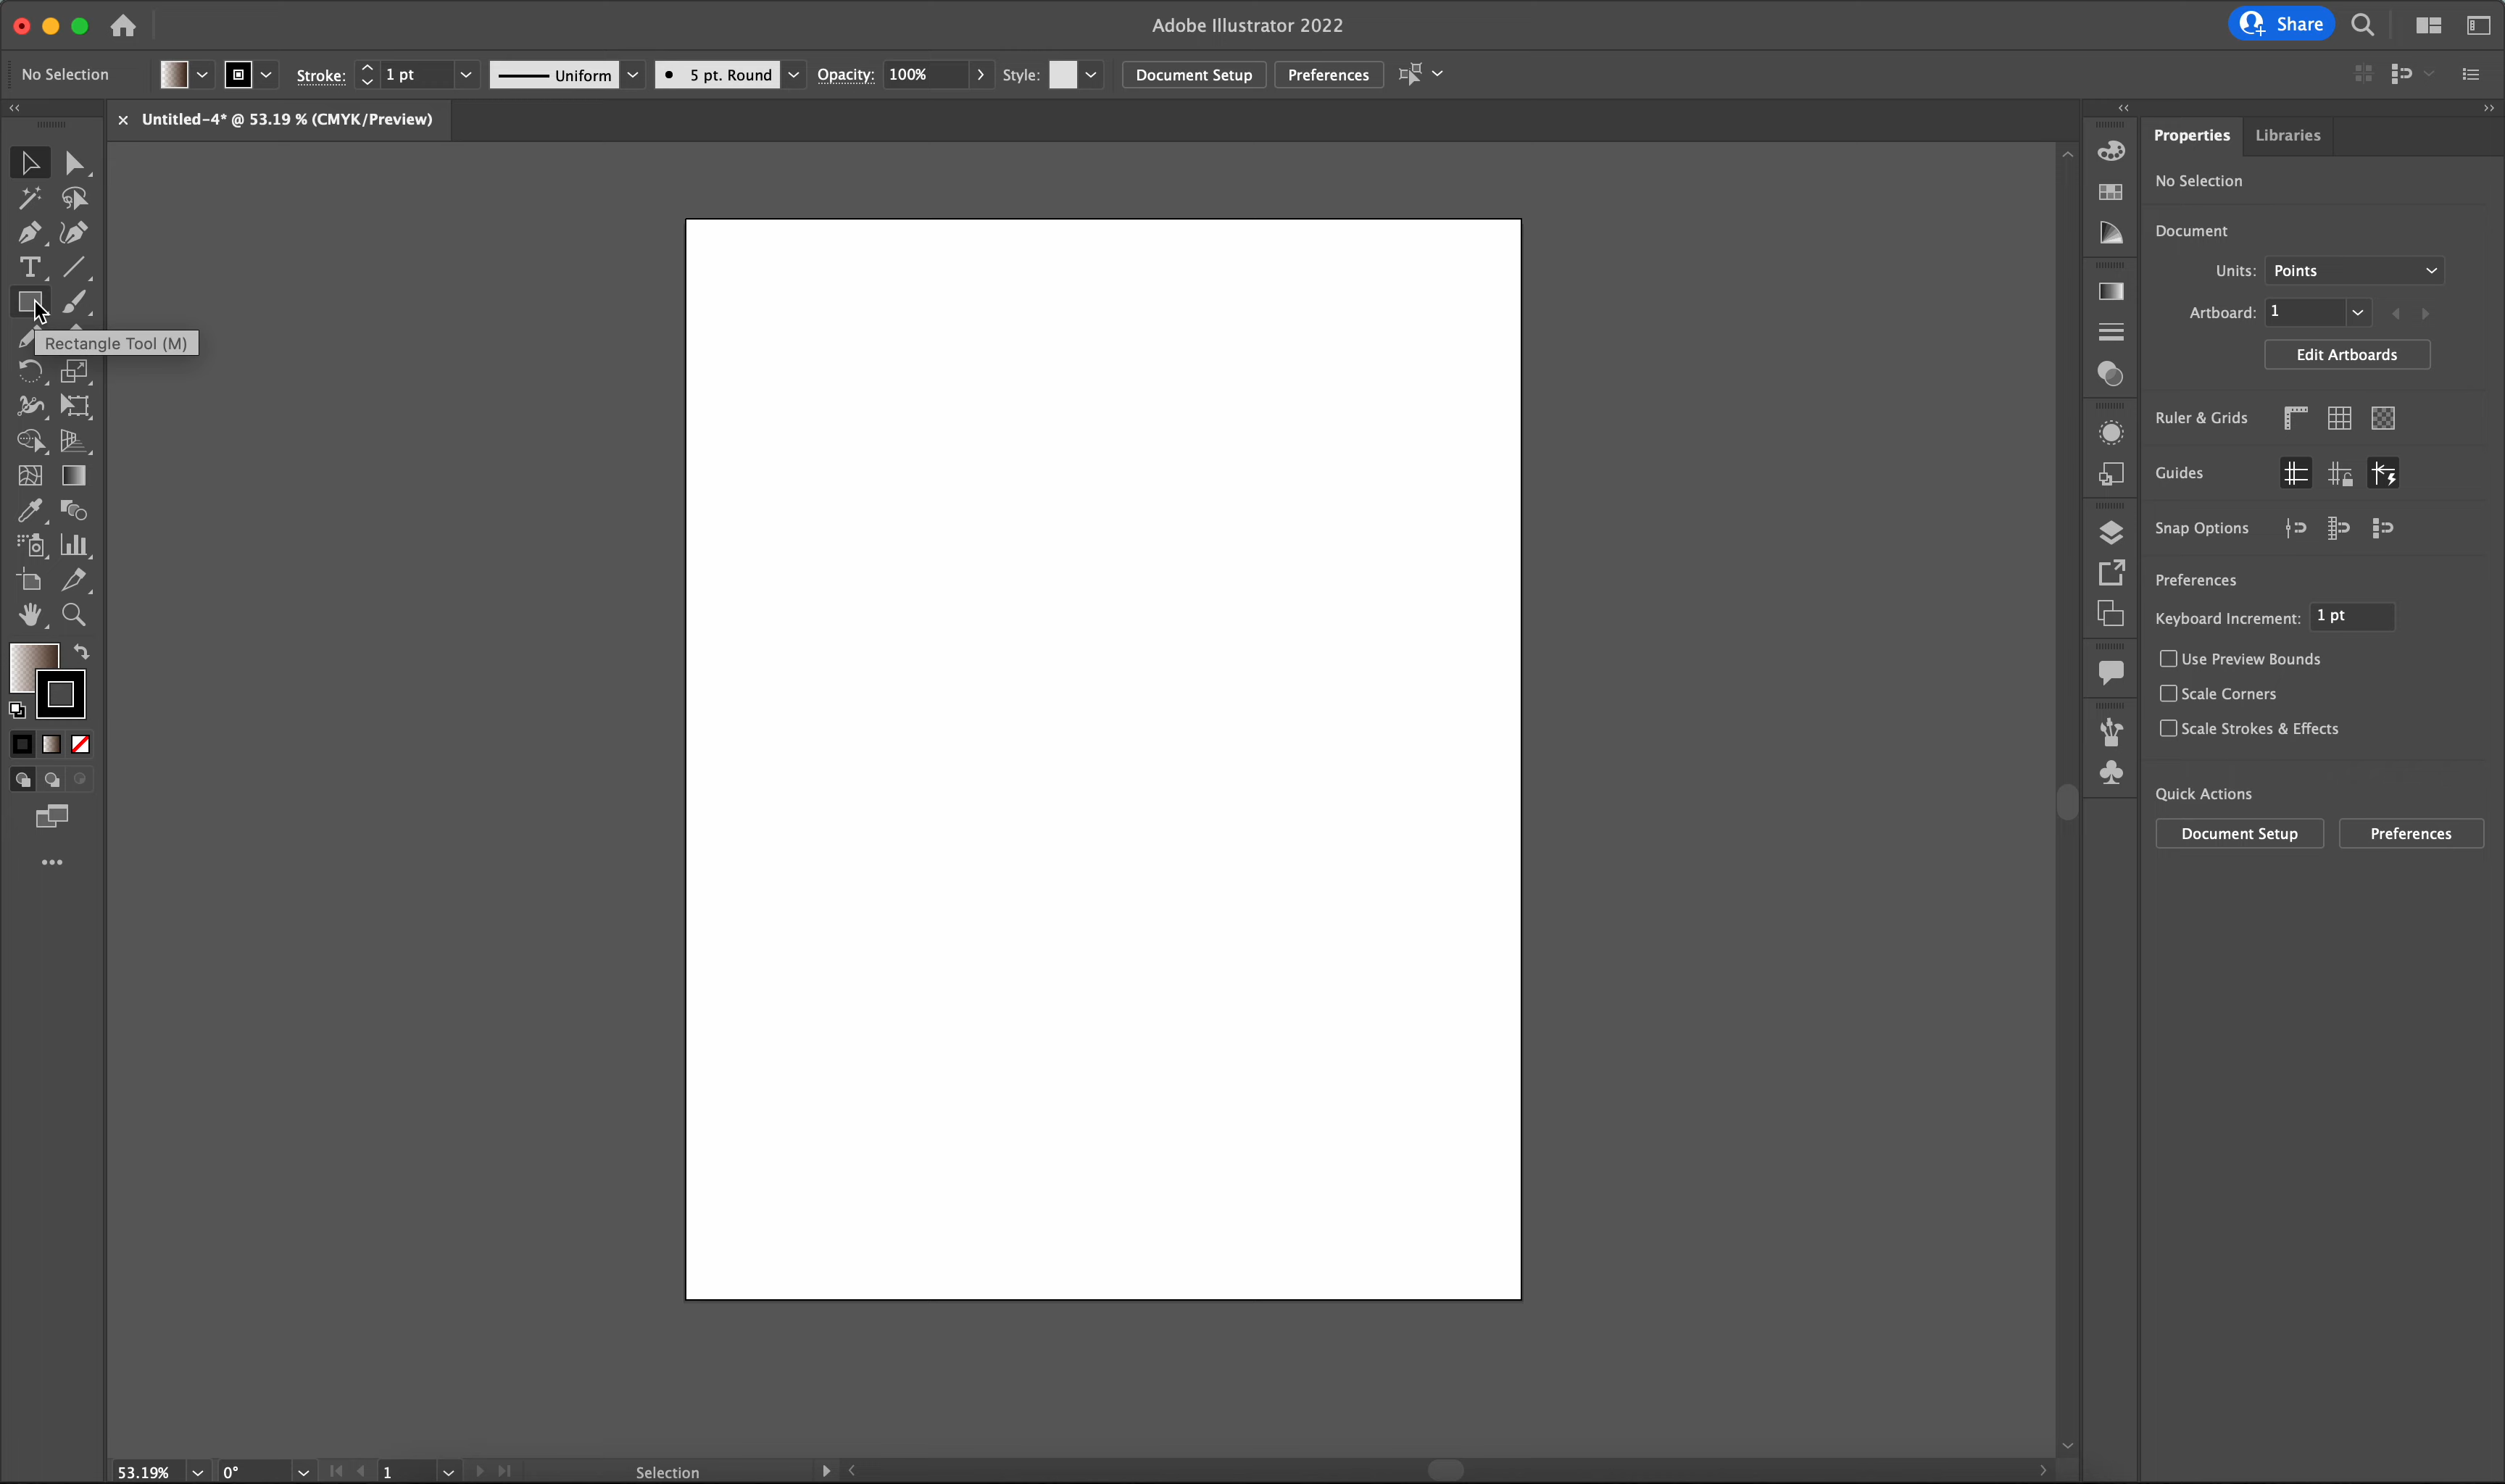 Adobe Illustrator 2022
Share
No Selection
Stroke:
1 pt
Uniform
5 pt. Round
Opacity:
100%
Style:
Document Setup
Preferences
Untitled-4* @ 53.19 % (CMYK/Preview)
Rectangle Tool (M)
Properties
Libraries
No Selection
Document
Units:
Points
Artboard:
1
Edit Artboards
Ruler & Grids
Guides
Snap Options
Preferences
Keyboard Increment:
1 pt
Use Preview Bounds
Scale Corners
Scale Strokes & Effects
Quick Actions
Document Setup
Preferences
53.19%
0°
1
Selection